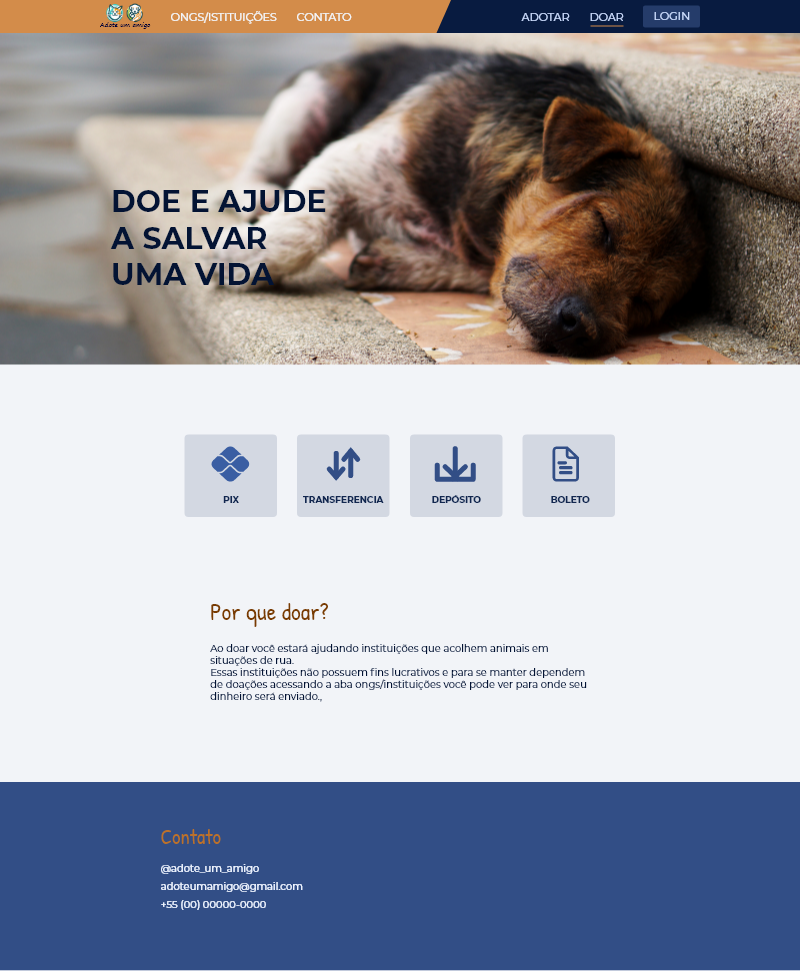 Adote um amigo
ONGS/ISTITUIÇÕES
CONTATO
ADOTAR
DOAR
LOGIN
DOE E AJUDE
A SALVAR
UMA VIDA
PIX
TRANSFERENCIA
DEPÓSITO
BOLETO
Por que doar?
Ao doar você estará ajudando instituições que acolhem animais em
situações de rua.
Essas instituições não possuem fins lucrativos e para se manter dependem
de doações acessando a aba ongs/instituições você pode ver para onde seu
dinheiro será enviado.,
Contato
@adote_um_amigo
adoteumamigo@gmail.com
+55 (00) 00000-0000